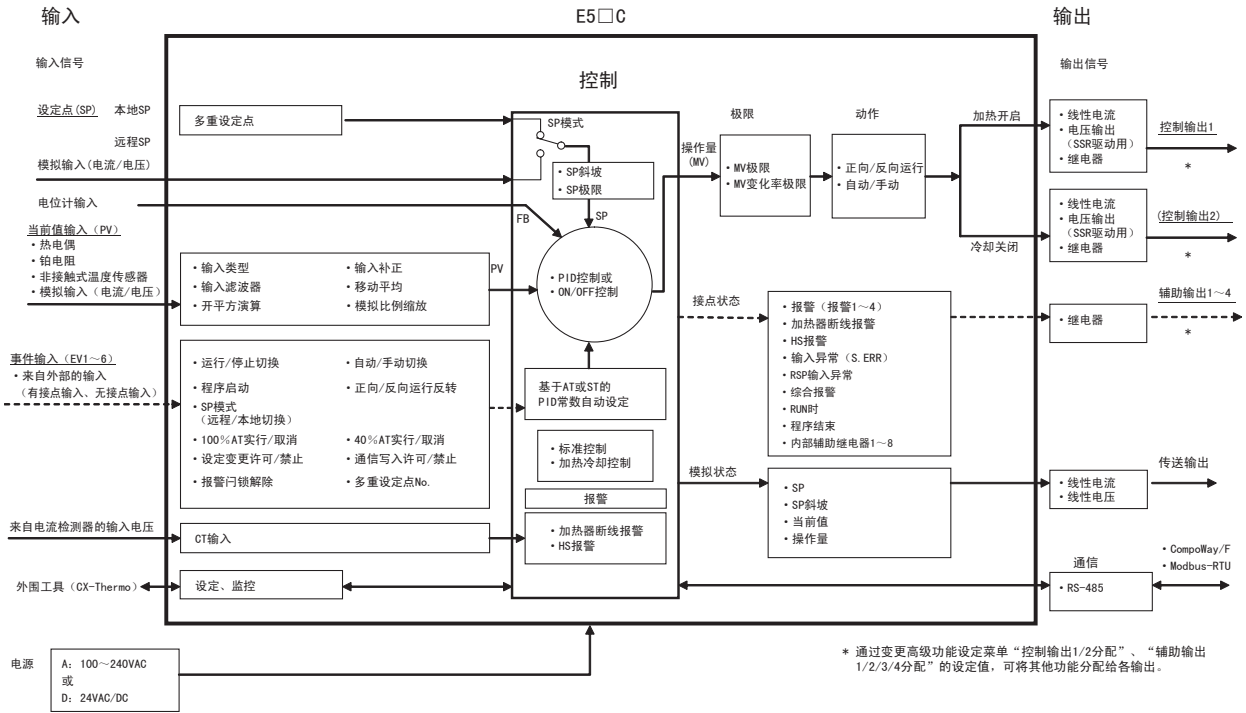 输入
E5□C
输出
输入信号
输出信号
控制
设定点(SP) 本地SP
多重设定点
SP模式
极限
动作
加热开启
・线性电流
・电压输出
（SSR驱动用）
・继电器
控制输出1
*
远程SP
模拟输入(电流/电压)
・SP斜坡
・SP极限
操作量
(MV)
・MV极限
・MV变化率极限
・正向/反向运行
・自动/手动
电位计输入
FB
SP
冷却关闭
・线性电流
・电压输出
（SSR驱动用）
・继电器
(控制输出2)
*
当前值输入（PV）
・热电偶
・铂电阻
・非接触式温度传感器
・模拟输入（电流/电压）
・输入类型
・输入补正
・输入滤波器
・移动平均
・开平方演算
・模拟比例缩放
PV
・PID控制或
・ON/OFF控制
接点状态
・报警（报警1～4）
・加热器断线报警
・HS报警
・输入异常（S.ERR）
・RSP输入异常
・综合报警
・RUN时
・程序结束
・内部辅助继电器1～8
辅助输出1～4
・继电器
*
事件输入（EV1～6）
・来自外部的输入
（有接点输入、无接点输入）
・运行/停止切换
・自动/手动切换
・程序启动
・正向/反向运行反转
・SP模式
（远程/本地切换）
・100％AT实行/取消
・40％AT实行/取消
・设定变更许可/禁止
・通信写入许可/禁止
・报警闩锁解除
・多重设定点No.
基于AT或ST的
PID常数自动设定
・标准控制
・加热冷却控制
报警
・加热器断线报警
・HS报警
模拟状态
・SP
・SP斜坡
・当前值
・操作量
传送输出
・线性电流
・线性电压
来自电流检测器的输入电压
CT输入
外围工具（CX-Thermo）
设定、监控
通信
・RS-485
・CompoWay/F
・Modbus-RTU
电源
A: 100～240VAC
或
D: 24VAC/DC
* 通过变更高级功能设定菜单“控制输出1/2分配”、“辅助输出
1/2/3/4分配”的设定值，可将其他功能分配给各输出。